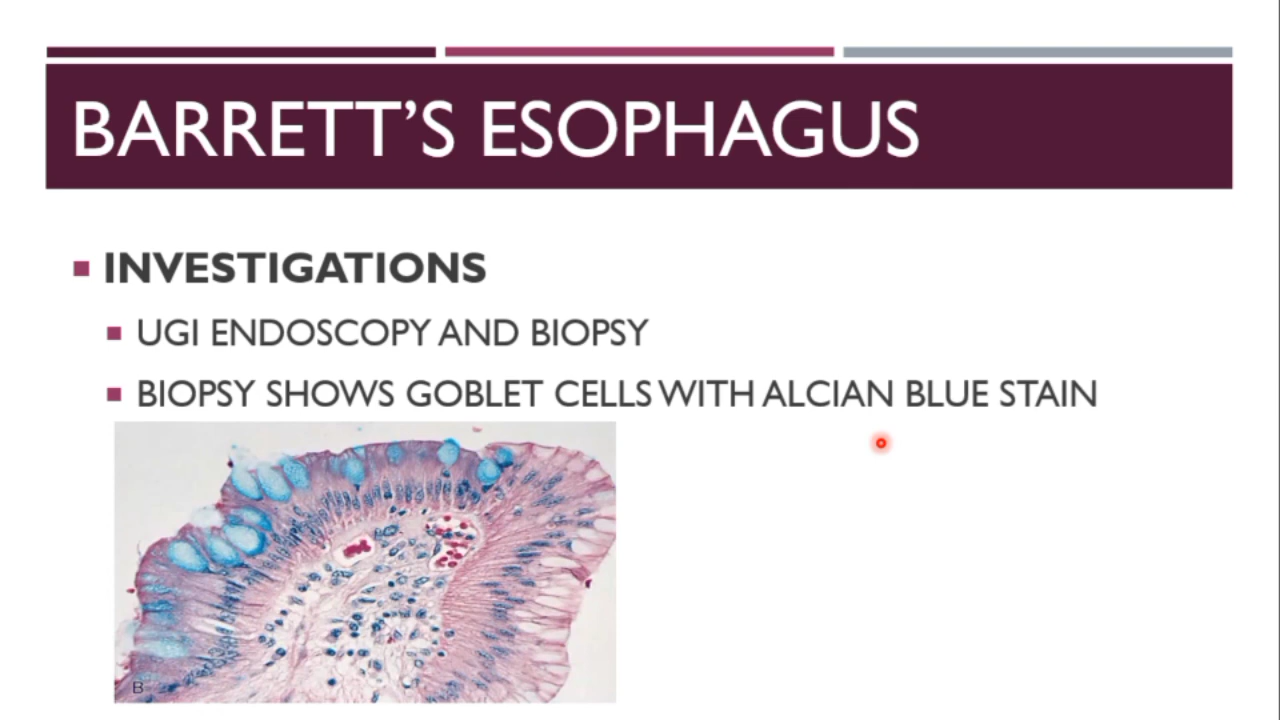 BARRETT’S ESOPHAGUS
INVESTIGATIONS
UGI ENDOSCOPY AND BIOPSY
BIOPSY SHOWS GOBLET CELLS WITH ALCIAN BLUE STAIN
B